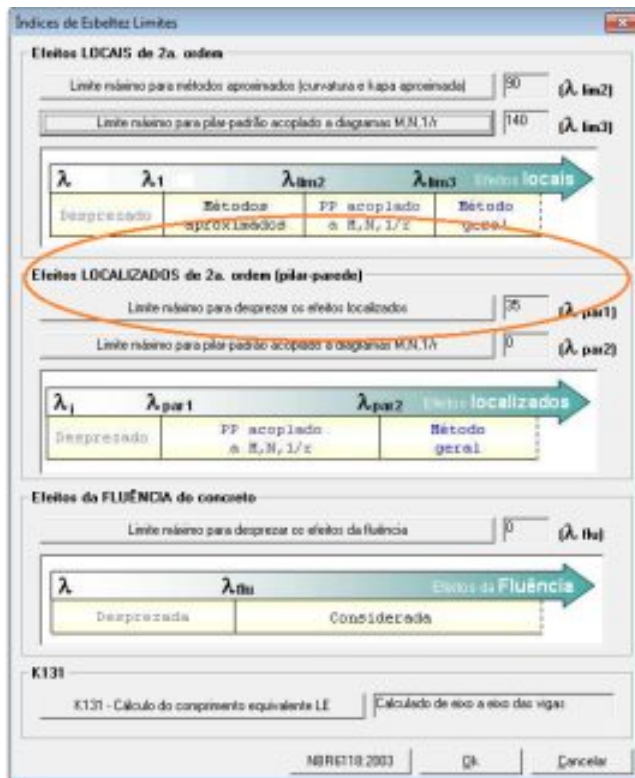 Índices de Esbeltez Limites
Efeitos LOCAIS de 2a. ordem
Limite máximo para métodos aproximados (curvatura e kapa aproximada) 90 (λ lim2)
Limite máximo para pilar-padrão acoplado a diagramas M,N,1/r 140 (λ lim3)
λ λ1 λlim2 λlim3 Efeitos locais
Desprezado Métodos aproximados PP acoplado a M,N,1/r Método geral
Efeitos LOCALIZADOS de 2a. ordem (pilar-parede)
Limite máximo para desprezar os efeitos localizados 35 (λ par1)
Limite máximo para pilar-padrão acoplado a diagramas M,N,1/r 0 (λ par2)
λi λpar1 λpar2 Efeitos localizados
Desprezado PP acoplado a M,N,1/r Método geral
Efeitos da FLUÊNCIA do concreto
Limite máximo para desprezar os efeitos da fluência 0 (λ flu)
λ λflu Efeitos da Fluência
Desprezada Considerada
K131
K131 - Cálculo do comprimento equivalente LE Calculado de eixo a eixo das vigas
NBR6118:2003 Ok Cancelar